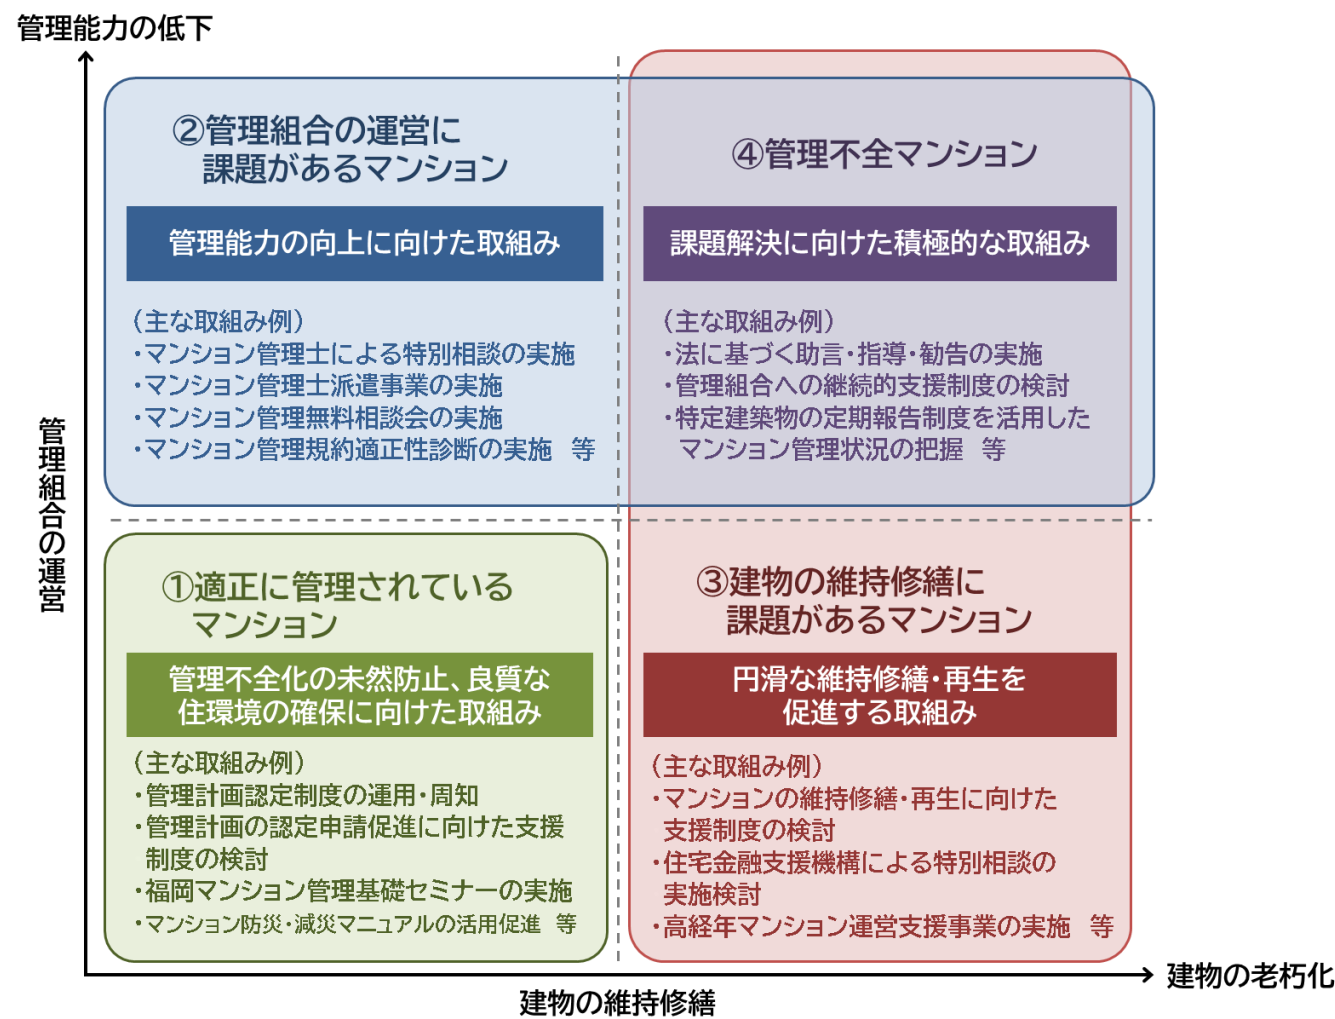 管理能力の低下
②管理組合の運営に
課題があるマンション
管理能力の向上に向けた取組み
（主な取組み例）
・マンション管理士による特別相談の実施
・マンション管理士派遣事業の実施
・マンション管理無料相談会の実施
・マンション管理規約適正性診断の実施　等
④管理不全マンション
課題解決に向けた積極的な取組み
（主な取組み例）
・法に基づく助言・指導・勧告の実施
・管理組合への継続的支援制度の検討
・特定建築物の定期報告制度を活用した
マンション管理状況の把握　等
管理組合の運営
①適正に管理されている
マンション
管理不全化の未然防止、良質な
住環境の確保に向けた取組み
（主な取組み例）
・管理計画認定制度の運用・周知
・管理計画の認定申請促進に向けた支援
制度の検討
・福岡マンション管理基礎セミナーの実施
・マンション防災・減災マニュアルの活用促進　等
③建物の維持修繕に
課題があるマンション
円滑な維持修繕・再生を
促進する取組み
（主な取組み例）
・マンションの維持修繕・再生に向けた
支援制度の検討
・住宅金融支援機構による特別相談の
実施検討
・高経年マンション運営支援事業の実施　等
建物の老朽化
建物の維持修繕